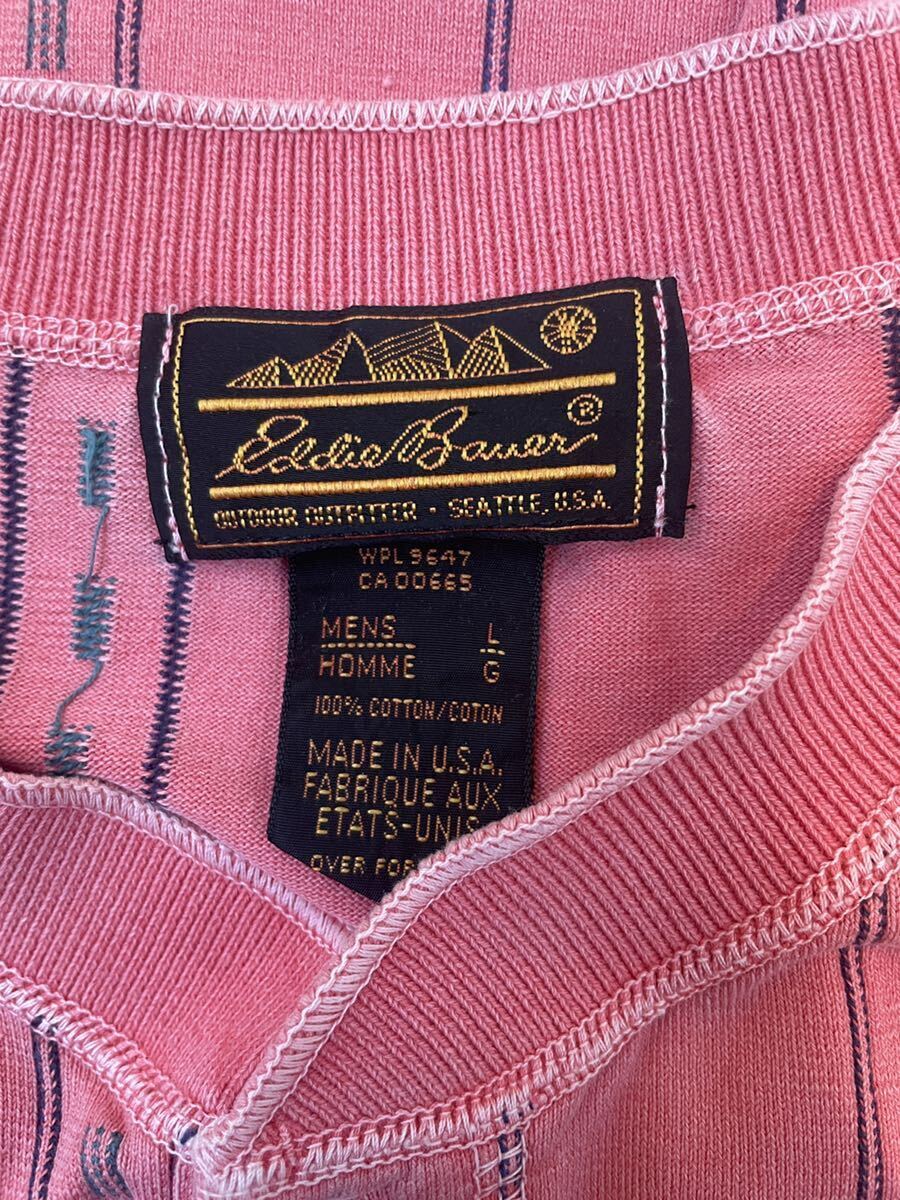 Eddie Bauer ®
OUTDOOR OUTFITTER · SEATTLE, U.S.A.
WPL 9647
CA 00665
MENS L
HOMME G
100% COTTON/COTON
MADE IN U.S.A.
FABRIQUE AUX
ETATS-UNIS
OVER